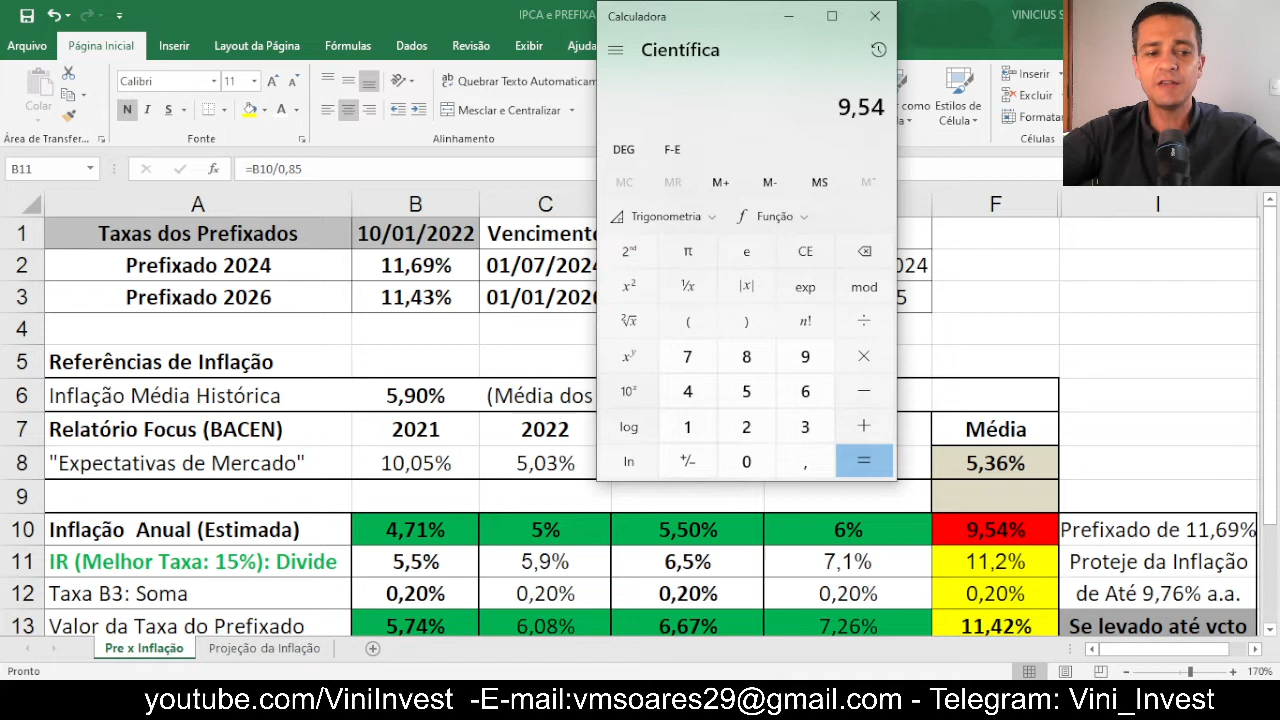 IPCA e PREFIXA
VINICIUS S
Calculadora
Arquivo Página Inicial Inserir Layout da Página Fórmulas Dados Revisão Exibir Ajuda
Científica
9,54
Colar
Calibri 11
N I S A
Quebrar Texto Automaticam
Mesclar e Centralizar
como
Estilos de Célula
Inserir
Excluir
Formatar
Área de Transfer...
Fonte
Alinhamento
Células
DEG F-E
MC MR M+ M- MS M
B11 fx =B10/0,85
Trigonometria f Função
2nd π e CE
x² ¹/x |x| exp mod
²√x ( ) n! ÷
xʸ 7 8 9 ×
10ˣ 4 5 6 −
log 1 2 3 +
ln +/− 0 , =
A B C F I
1 Taxas dos Prefixados 10/01/2022 Vencimento
2 Prefixado 2024 11,69% 01/07/2024 024
3 Prefixado 2026 11,43% 01/01/2026 5
4
5 Referências de Inflação
6 Inflação Média Histórica 5,90% (Média dos
7 Relatório Focus (BACEN) 2021 2022 Média
8 "Expectativas de Mercado" 10,05% 5,03% 5,36%
9
10 Inflação Anual (Estimada) 4,71% 5% 5,50% 6% 9,54% Prefixado de 11,69%
11 IR (Melhor Taxa: 15%): Divide 5,5% 5,9% 6,5% 7,1% 11,2% Proteje da Inflação
12 Taxa B3: Soma 0,20% 0,20% 0,20% 0,20% 0,20% de Até 9,76% a.a.
13 Valor da Taxa do Prefixado 5,74% 6,08% 6,67% 7,26% 11,42% Se levado até vcto
Pre x Inflação Projeção da Inflação
Pronto
170%
youtube.com/ViniInvest -E-mail:vmsoares29@gmail.com - Telegram: Vini_Invest